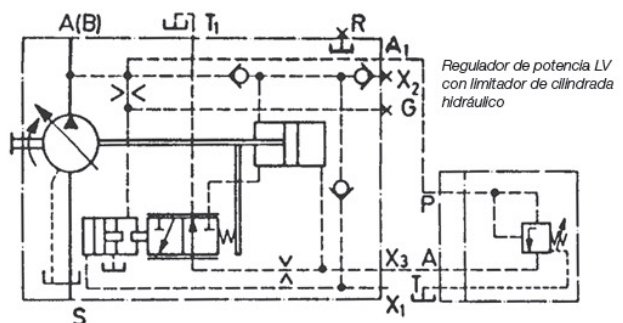 A(B)
T₁
R
A₁
X₂
G
Regulador de potencia LV
con limitador de cilindrada
hidráulico
P
X₃ A
T
X₁
S